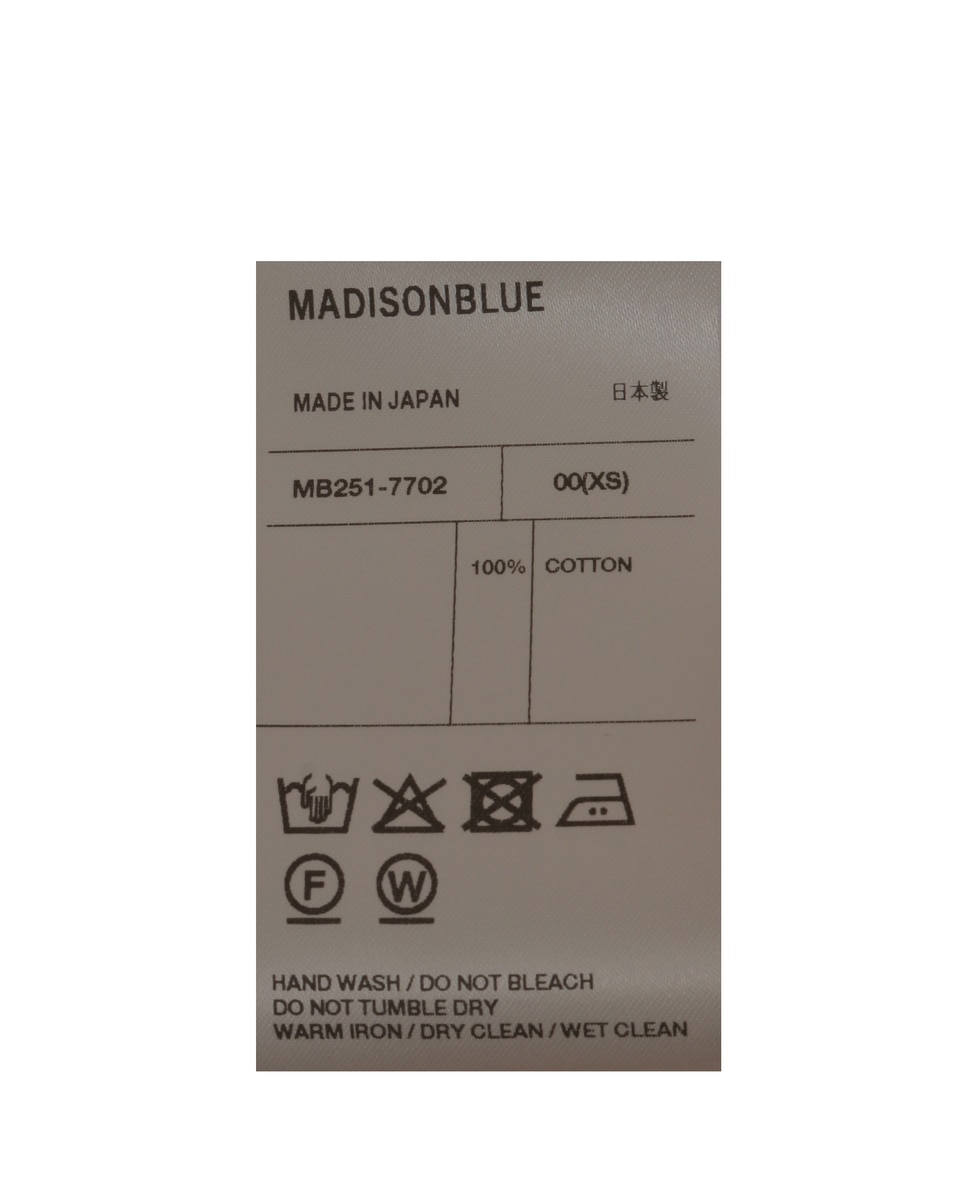 MADISONBLUE
MADE IN JAPAN 日本製
MB251-7702 00(XS)
100% COTTON
F W
HAND WASH / DO NOT BLEACH
DO NOT TUMBLE DRY
WARM IRON / DRY CLEAN / WET CLEAN